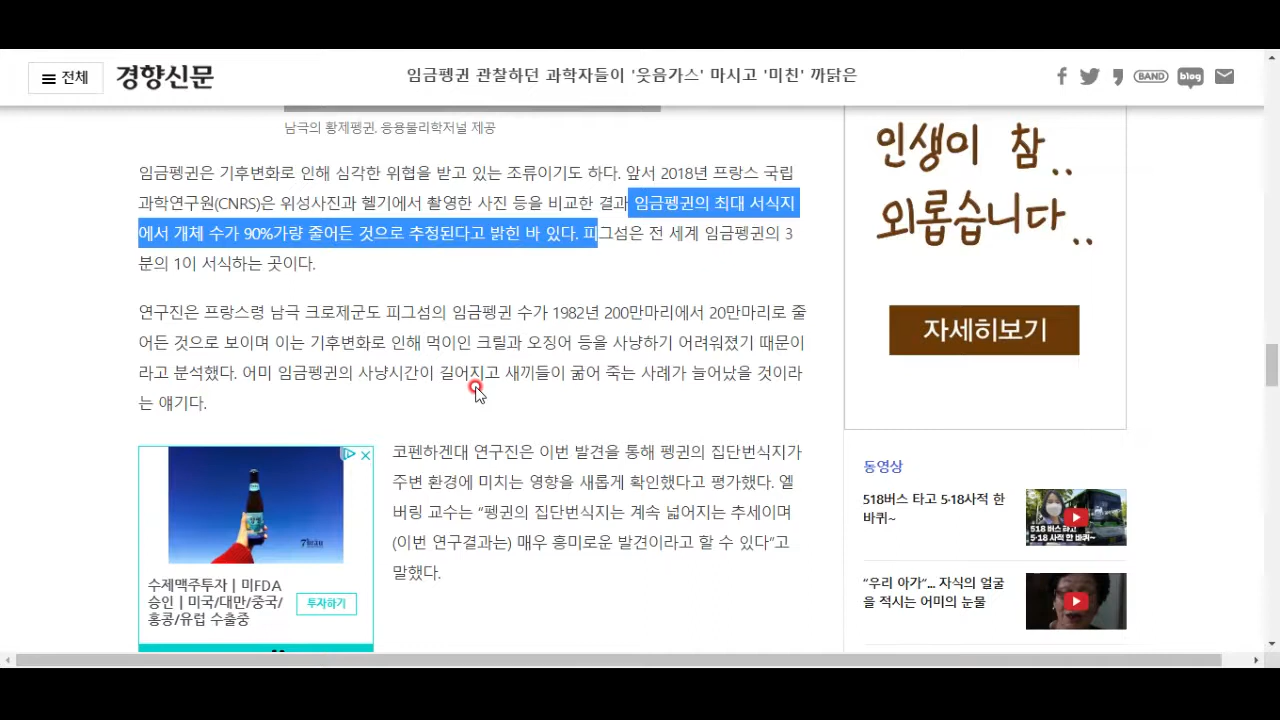 전체
경향신문
임금펭귄 관찰하던 과학자들이 '웃음가스' 마시고 '미친' 까닭은
BAND
blog
남극의 황제펭귄, 응용물리학저널 제공
임금펭귄은 기후변화로 인해 심각한 위협을 받고 있는 조류이기도 하다. 앞서 2018년 프랑스 국립
과학연구원(CNRS)은 위성사진과 헬기에서 촬영한 사진 등을 비교한 결과 임금펭귄의 최대 서식지
에서 개체 수가 90%가량 줄어든 것으로 추정된다고 밝힌 바 있다. 피그섬은 전 세계 임금펭귄의 3
분의 1이 서식하는 곳이다.
연구진은 프랑스령 남극 크로제군도 피그섬의 임금펭귄 수가 1982년 200만마리에서 20만마리로 줄
어든 것으로 보이며 이는 기후변화로 인해 먹이인 크릴과 오징어 등을 사냥하기 어려워졌기 때문이
라고 분석했다. 어미 임금펭귄의 사냥시간이 길어지고 새끼들이 굶어 죽는 사례가 늘어났을 것이라
는 얘기다.
코펜하겐대 연구진은 이번 발견을 통해 펭귄의 집단번식지가
주변 환경에 미치는 영향을 새롭게 확인했다고 평가했다. 엘
버링 교수는 “펭귄의 집단번식지는 계속 넓어지는 추세이며
(이번 연구결과는) 매우 흥미로운 발견이라고 할 수 있다”고
말했다.
수제맥주투자 | 미FDA
승인 | 미국/대만/중국/
홍콩/유럽 수출중
투자하기
인생이 참..
외롭습니다..
자세히보기
동영상
518버스 타고 5·18사적 한
바퀴~
518 버스 타고
5·18 사적 한 바퀴~
“우리 아가”... 자식의 얼굴
을 적시는 어미의 눈물